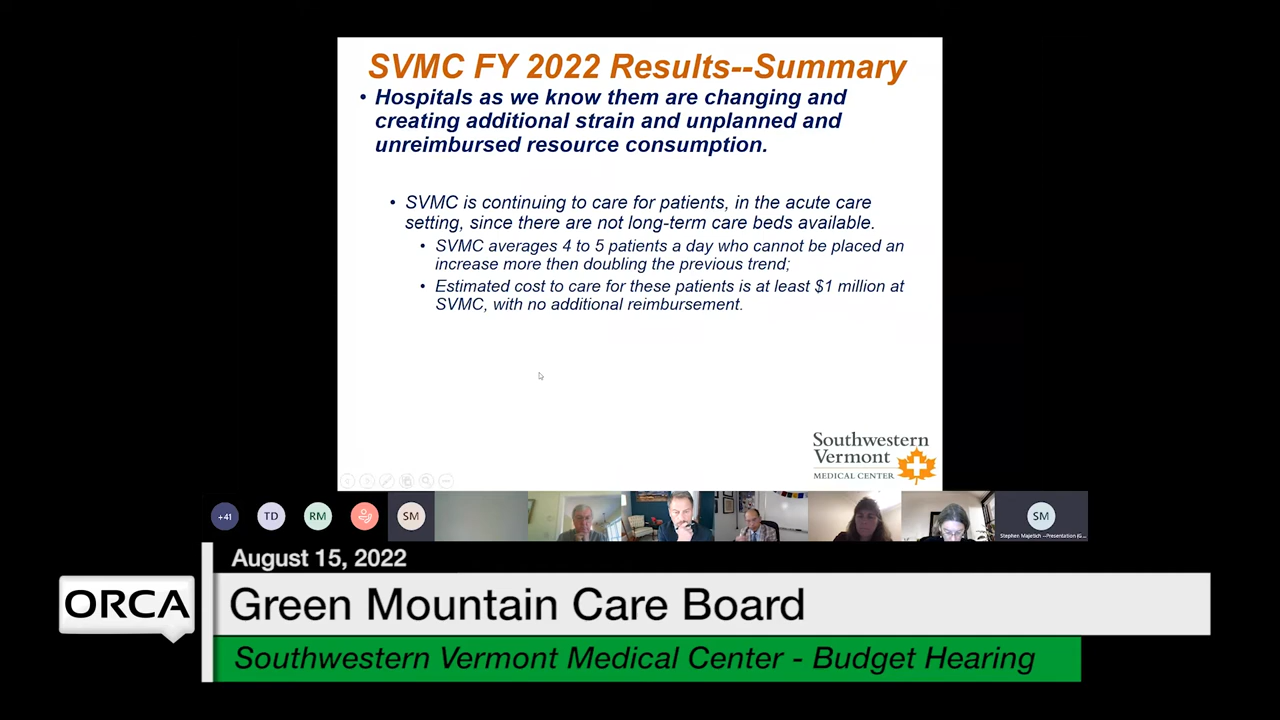 SVMC FY 2022 Results--Summary
• Hospitals as we know them are changing and
creating additional strain and unplanned and
unreimbursed resource consumption.
• SVMC is continuing to care for patients, in the acute care
setting, since there are not long-term care beds available.
• SVMC averages 4 to 5 patients a day who cannot be placed an
increase more then doubling the previous trend;
• Estimated cost to care for these patients is at least $1 million at
SVMC, with no additional reimbursement.
Southwestern
Vermont
MEDICAL CENTER
+41
TD
RM
SM
SM
Stephen Majetich --Presentation
August 15, 2022
ORCA
Green Mountain Care Board
Southwestern Vermont Medical Center - Budget Hearing